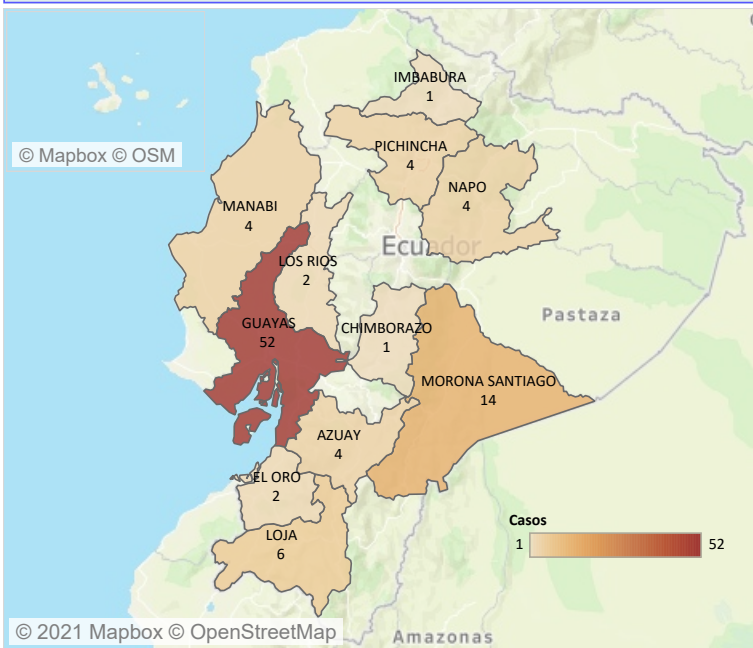 IMBABURA
1
© Mapbox © OSM
PICHINCHA
4
NAPO
4
MANABI
4
Ecuador
LOS RIOS
2
Pastaza
GUAYAS
52
CHIMBORAZO
1
MORONA SANTIAGO
14
AZUAY
4
EL ORO
2
Casos
1 52
LOJA
6
© 2021 Mapbox © OpenStreetMap
Amazonas